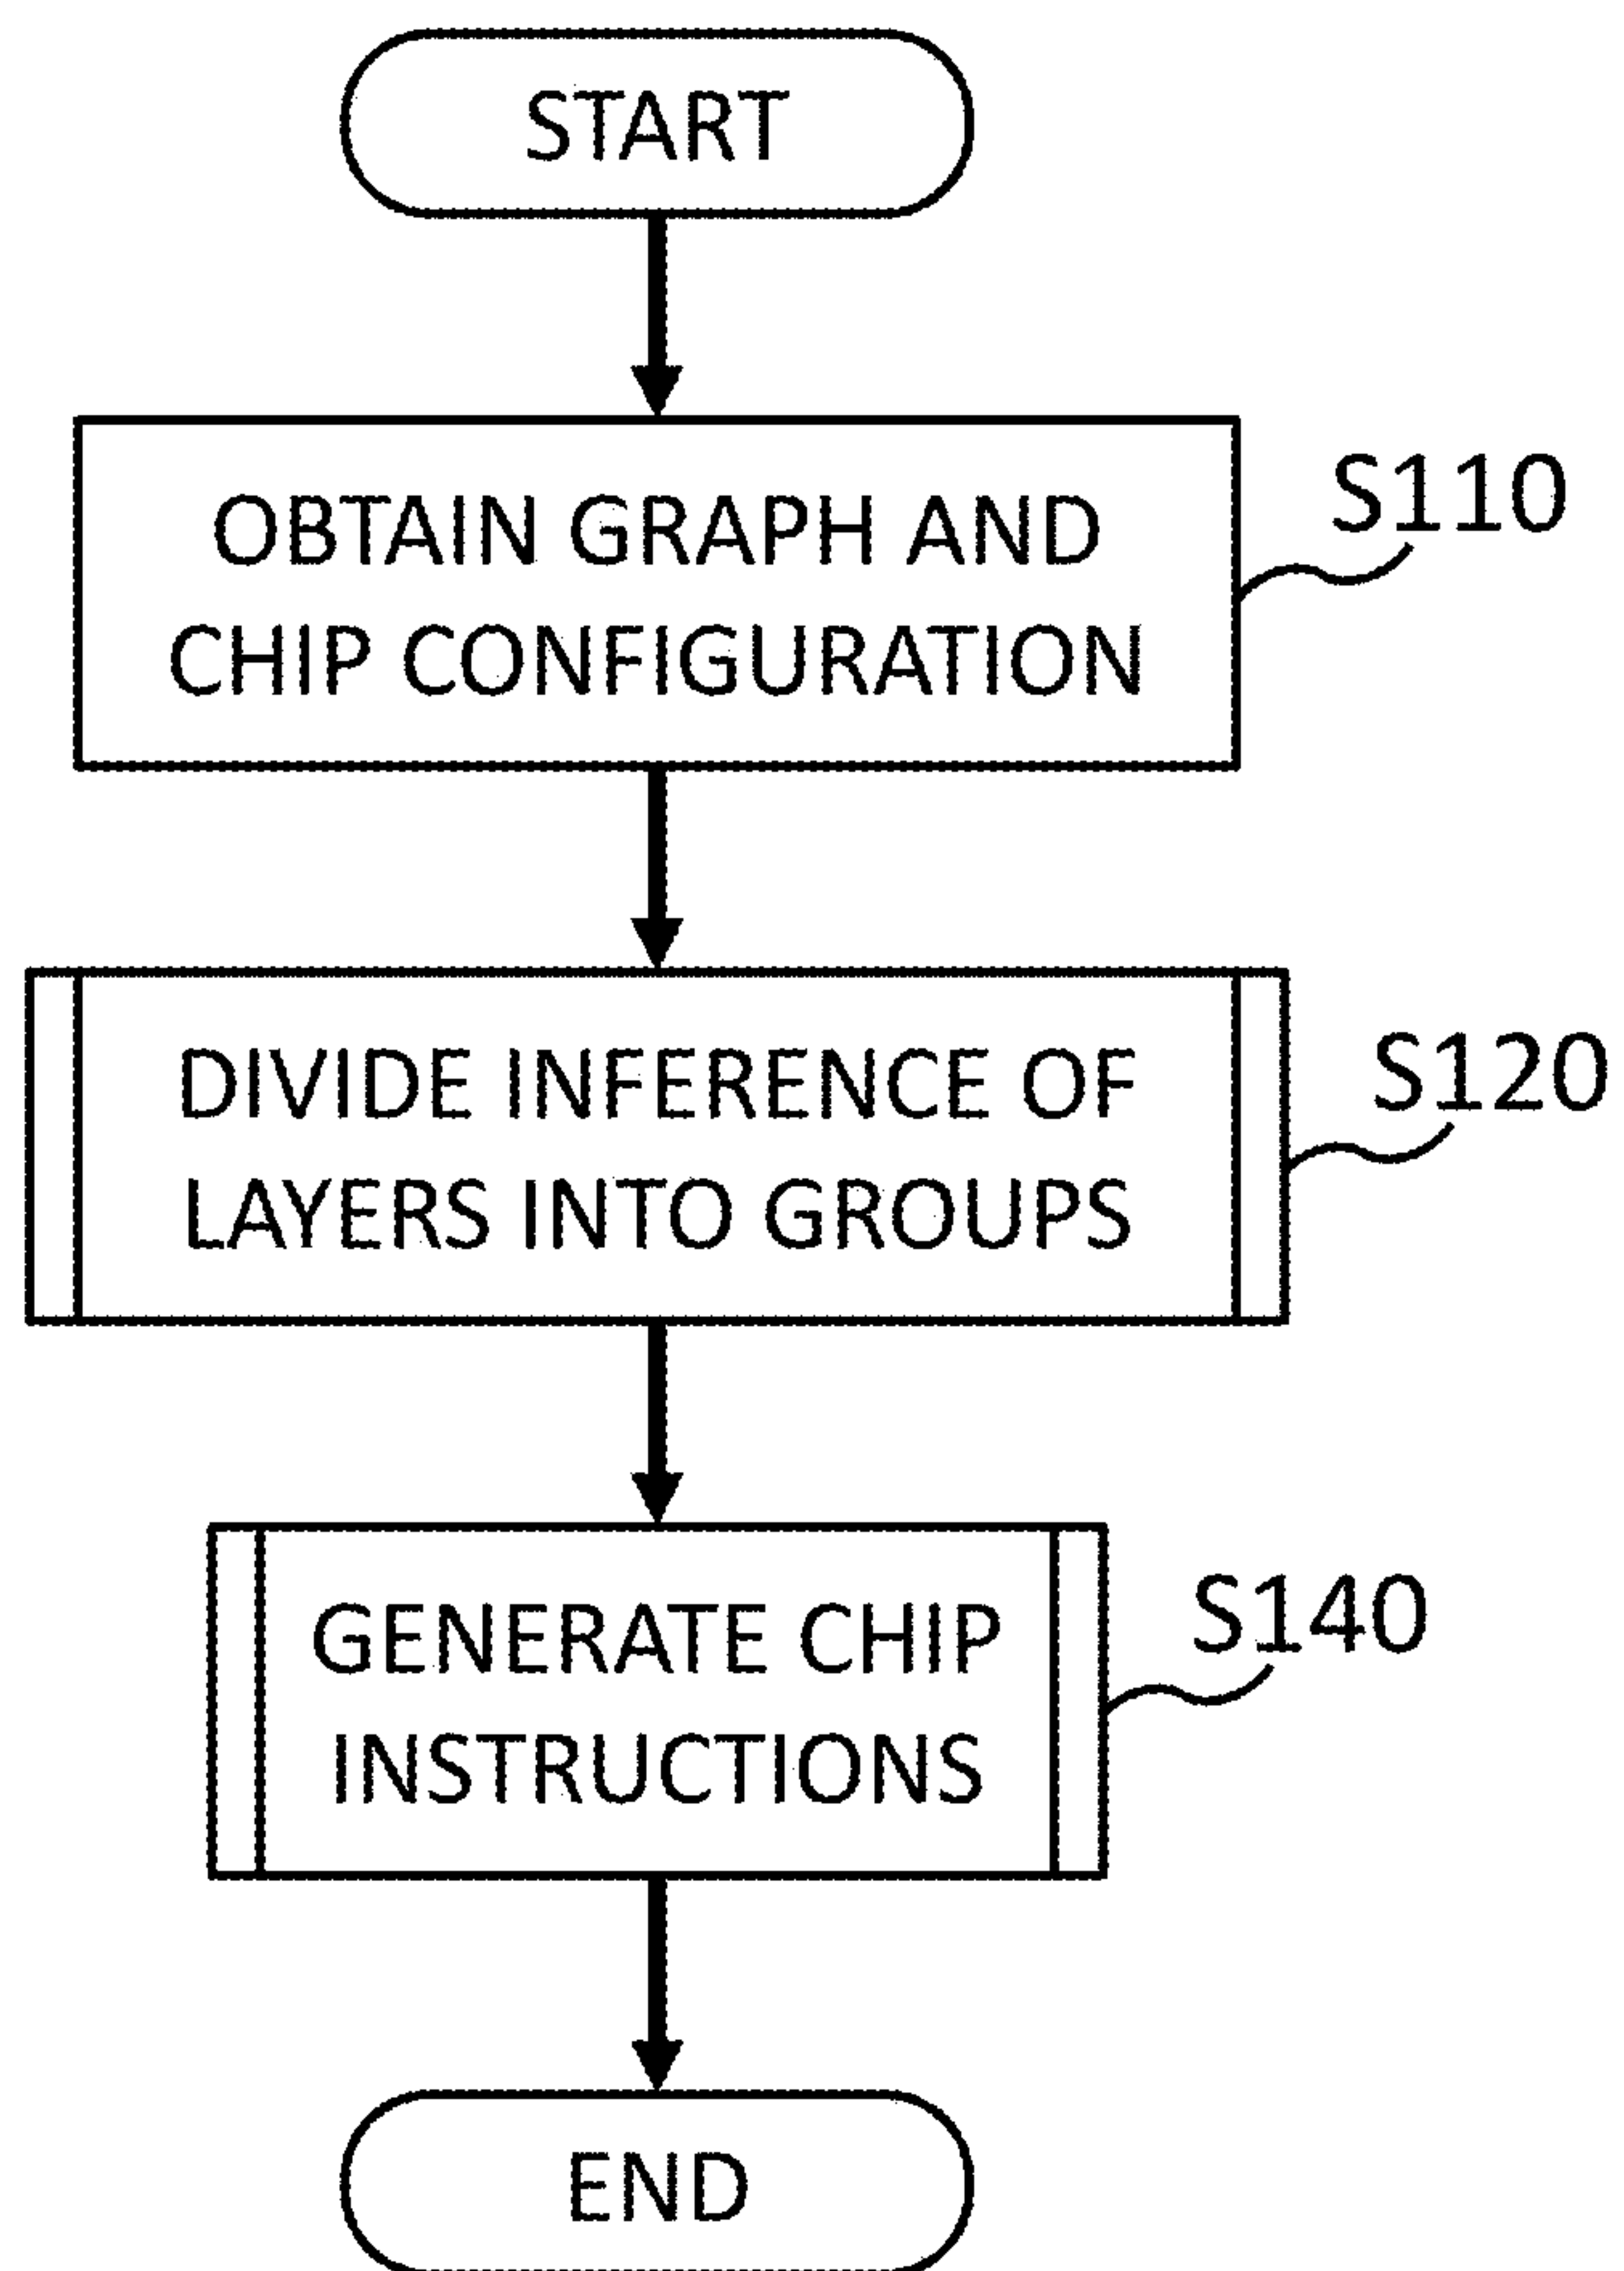 START
OBTAIN GRAPH AND
CHIP CONFIGURATION
S110
DIVIDE INFERENCE OF
LAYERS INTO GROUPS
S120
GENERATE CHIP
INSTRUCTIONS
S140
END